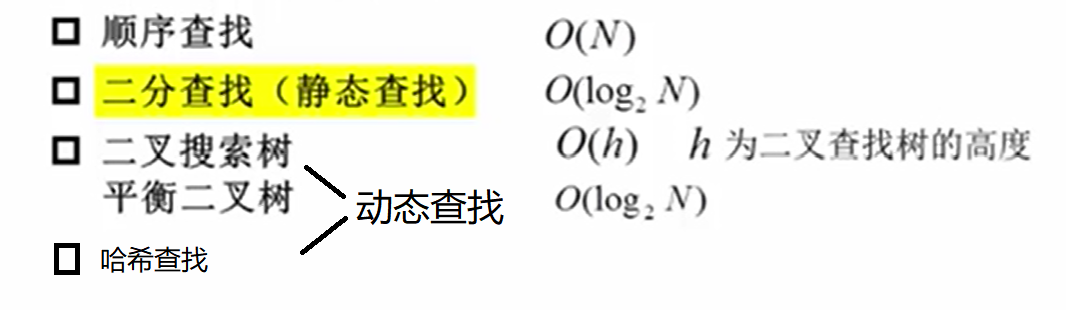 顺序查找 O(N)
二分查找（静态查找） O(log₂ N)
二叉搜索树 O(h) h 为二叉查找树的高度
平衡二叉树 O(log₂ N)
动态查找
哈希查找